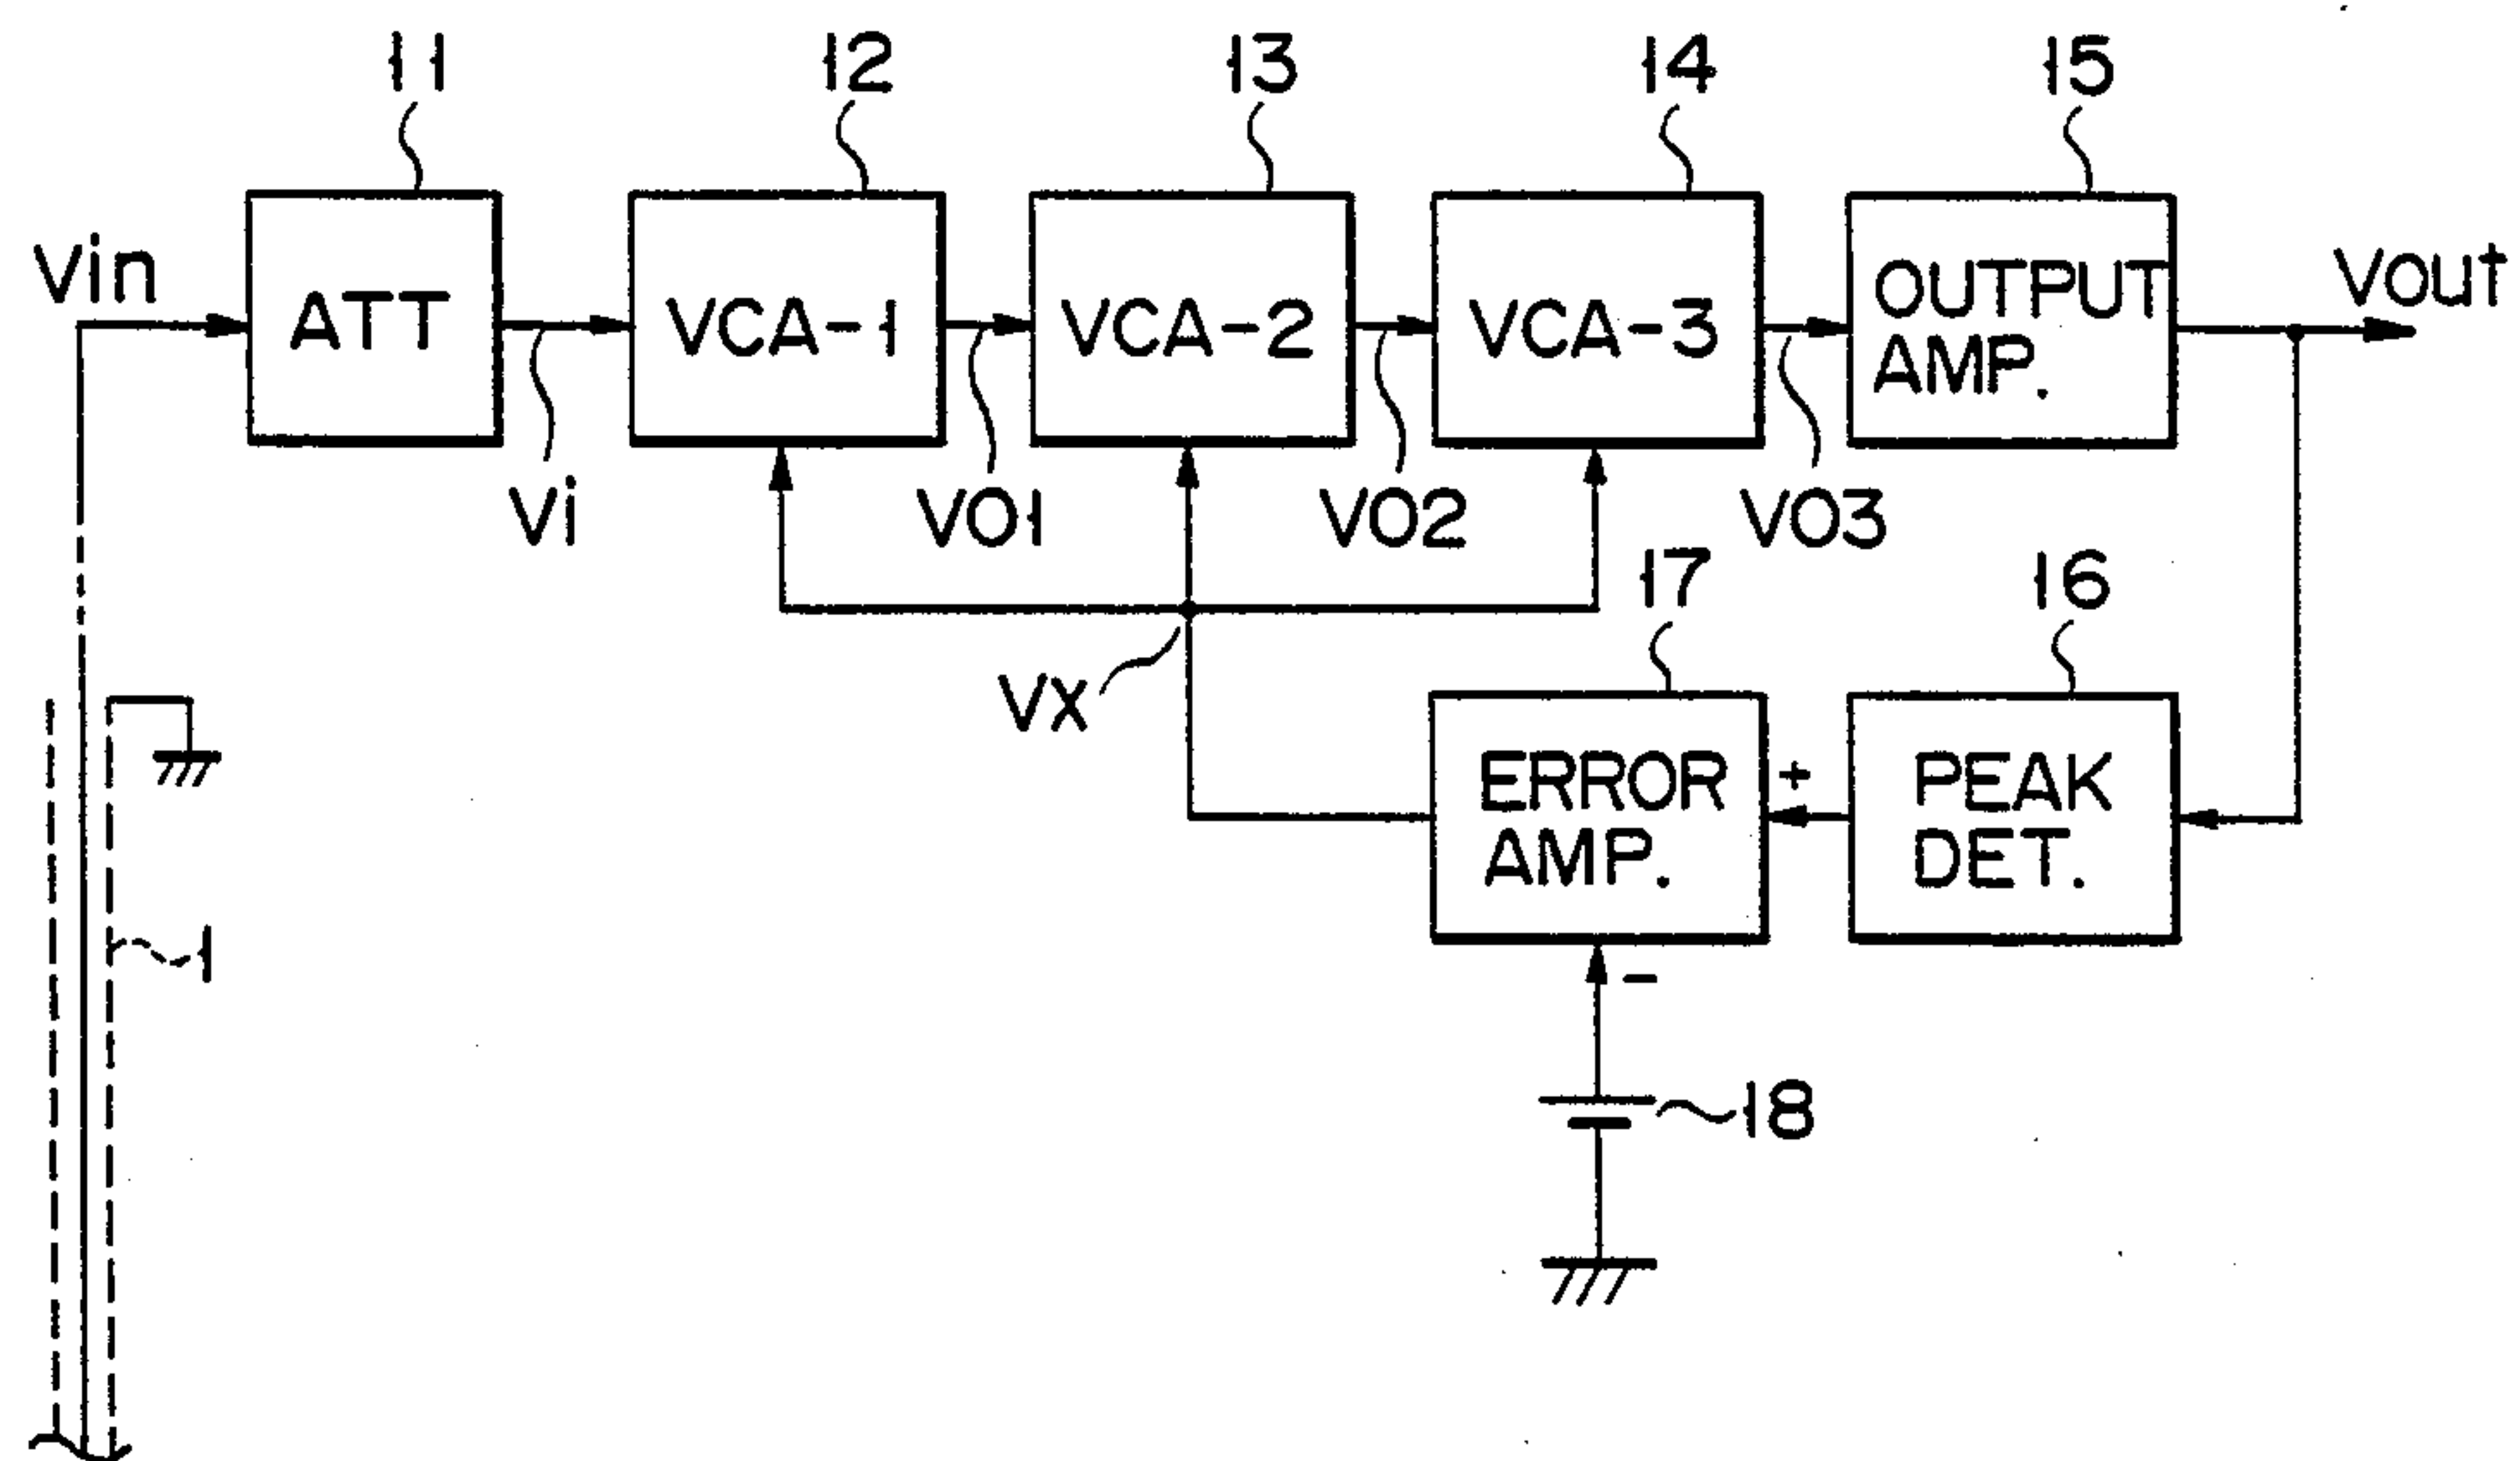 11
12
13
14
15
Vin
ATT
VCA-1
VCA-2
VCA-3
OUTPUT
AMP.
Vout
Vi
VO1
VO2
VO3
17
16
VX
ERROR
AMP.
+
PEAK
DET.
1
-
18